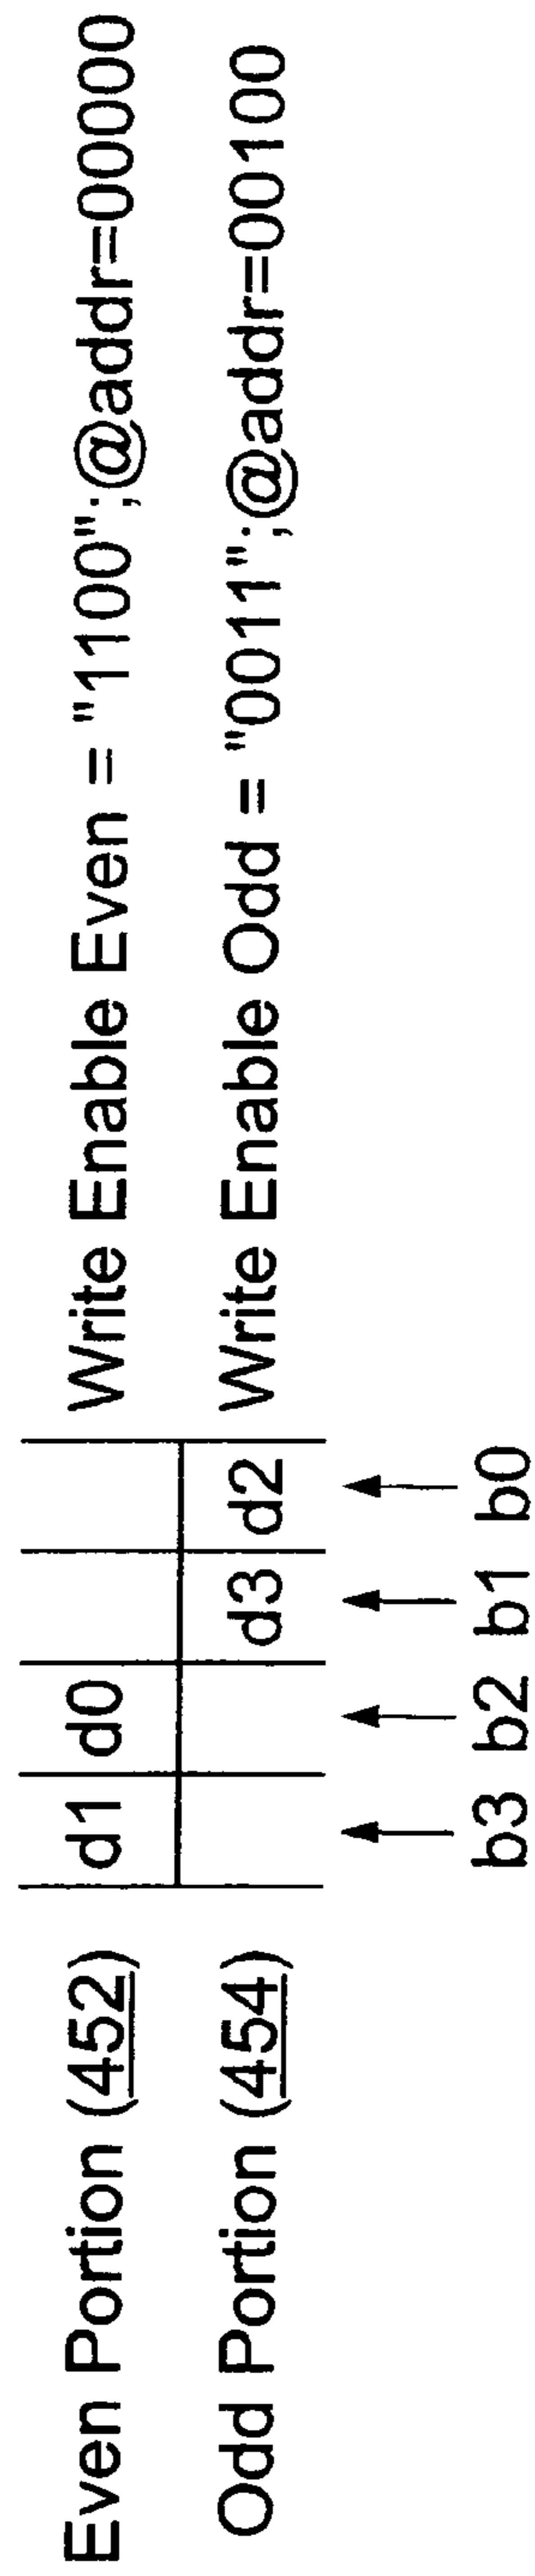 Even Portion (452) d1 d0 Write Enable Even = "1100";@addr=00000
Odd Portion (454) d3 d2 Write Enable Odd = "0011";@addr=00100
b3 b2 b1 b0